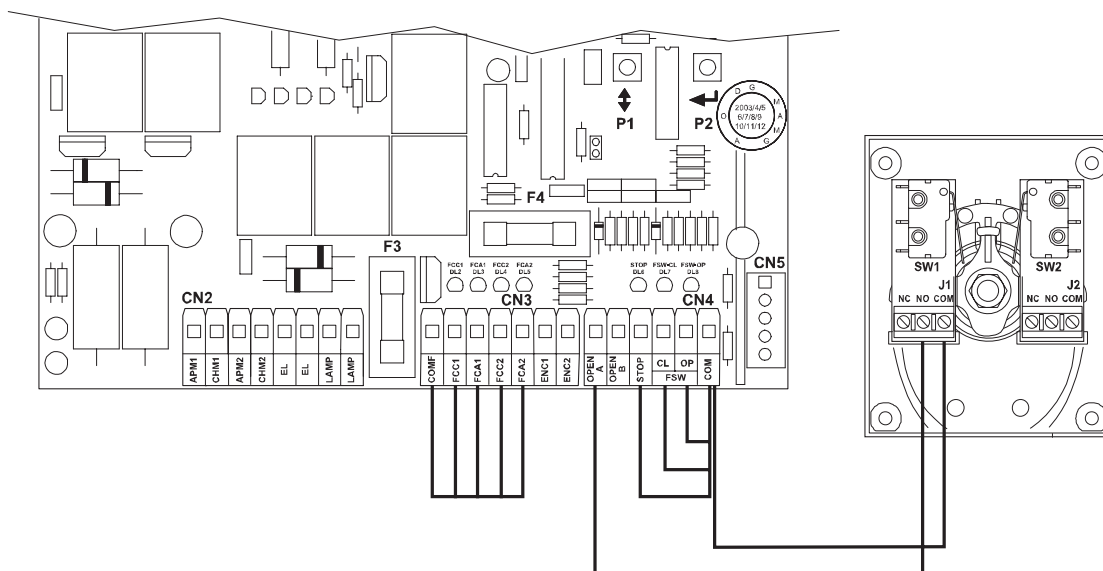 P1
P2
D G M A M G A O
2003/4/5
6/7/8/9
10/11/12
F4
F3
FCC1 FCA1 FCC2 FCA2
DL2 DL3 DL4 DL5
STOP FSW-CL FSW-OP
DL6 DL7 DL8
CN5
CN2
CN3
CN4
APM1 CHM1 APM2 CHM2 EL EL LAMP LAMP
COMF FCC1 FCA1 FCC2 FCA2 ENC1 ENC2
OPEN A OPEN B STOP CL OP COM
FSW
SW1
SW2
J1
J2
NC NO COM
NC NO COM